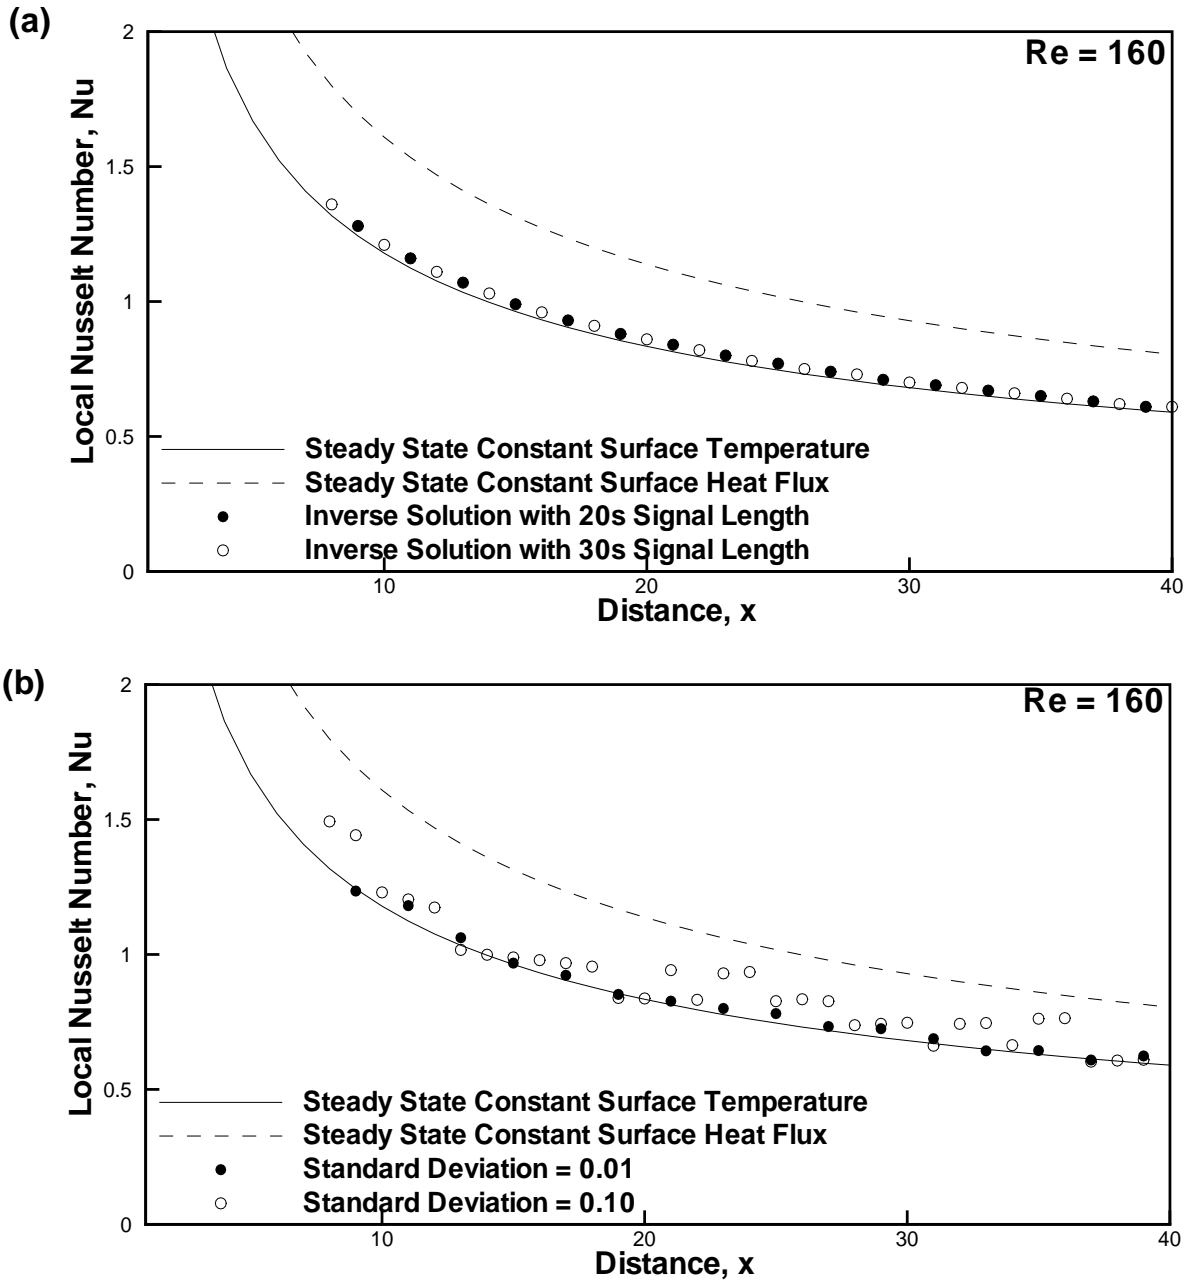 (a)
Re = 160
Local Nusselt Number, Nu
2
1.5
1
0.5
0
Steady State Constant Surface Temperature
Steady State Constant Surface Heat Flux
Inverse Solution with 20s Signal Length
Inverse Solution with 30s Signal Length
10 20 30 40
Distance, x
(b)
Re = 160
Local Nusselt Number, Nu
2
1.5
1
0.5
0
Steady State Constant Surface Temperature
Steady State Constant Surface Heat Flux
Standard Deviation = 0.01
Standard Deviation = 0.10
10 20 30 40
Distance, x